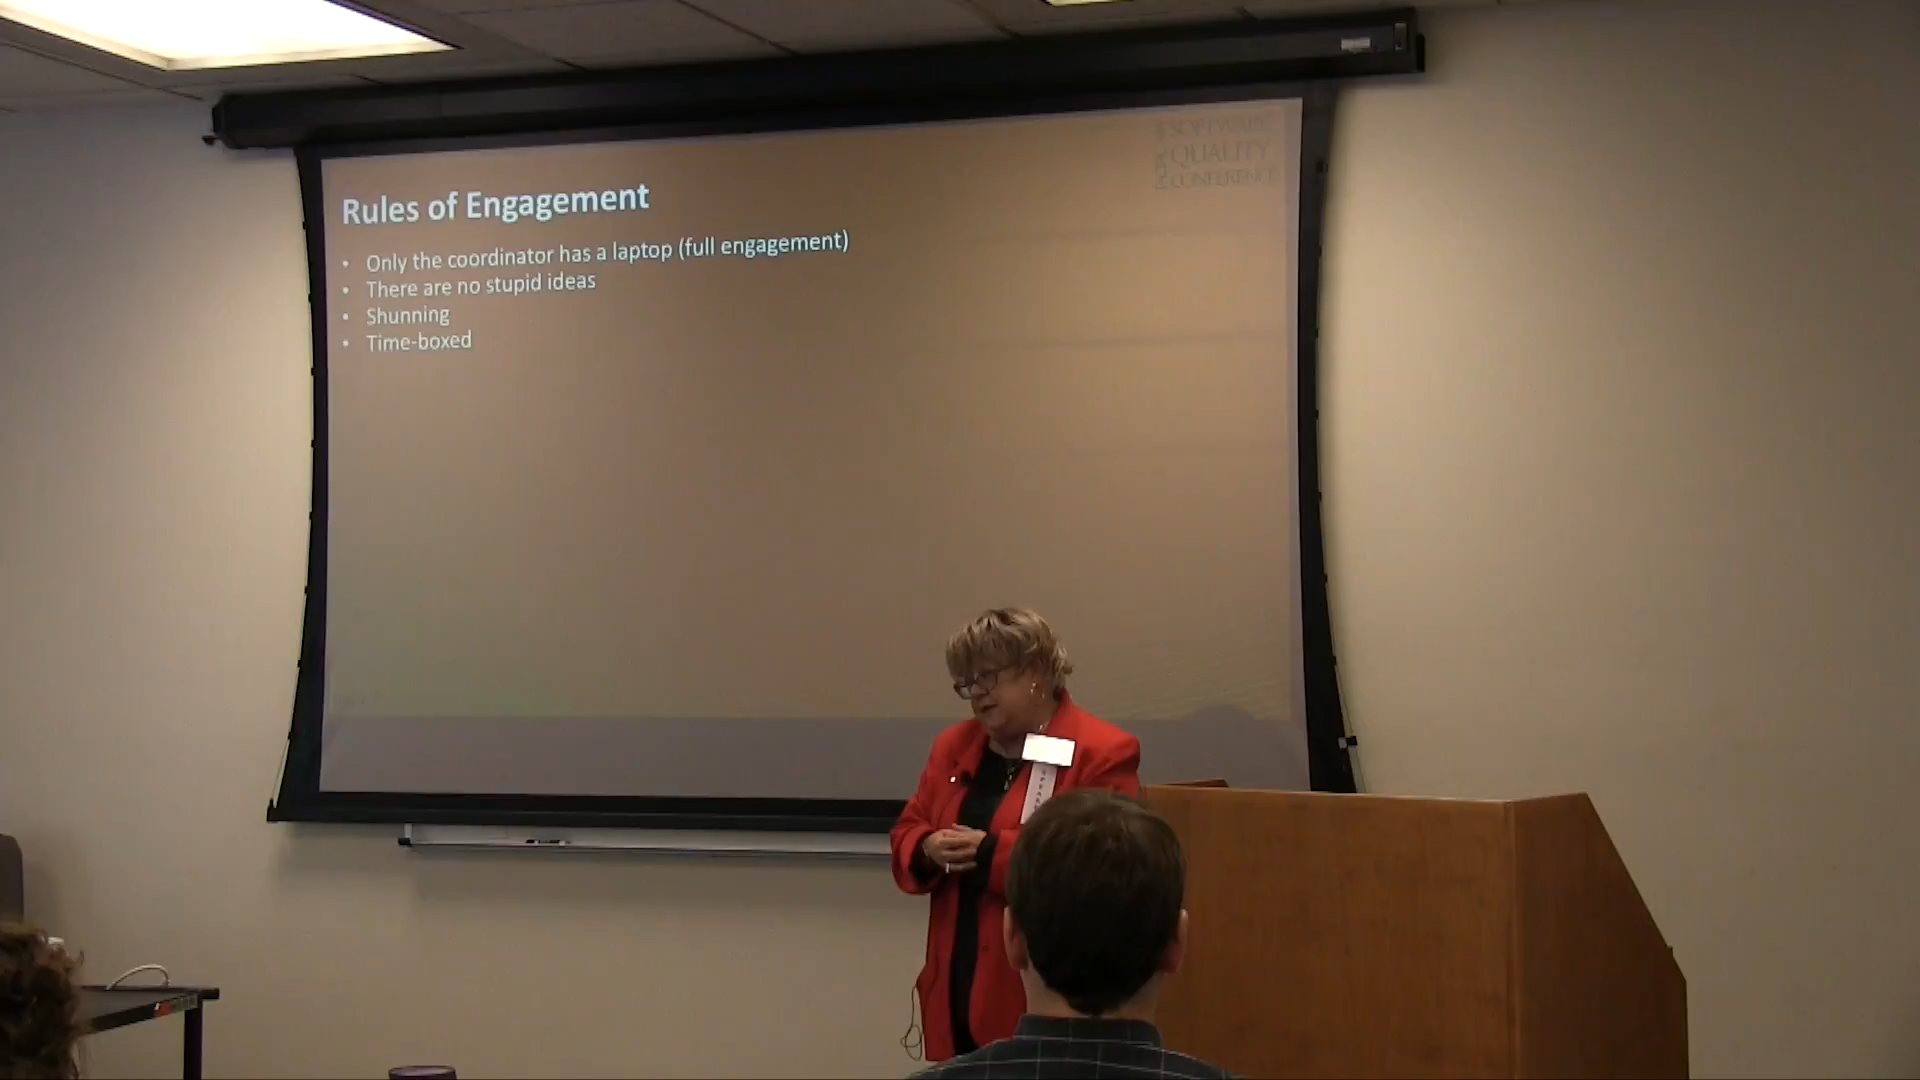 Rules of Engagement
• Only the coordinator has a laptop (full engagement)
• There are no stupid ideas
• Shunning
• Time-boxed
SOFTWARE
QUALITY
CONFERENCE